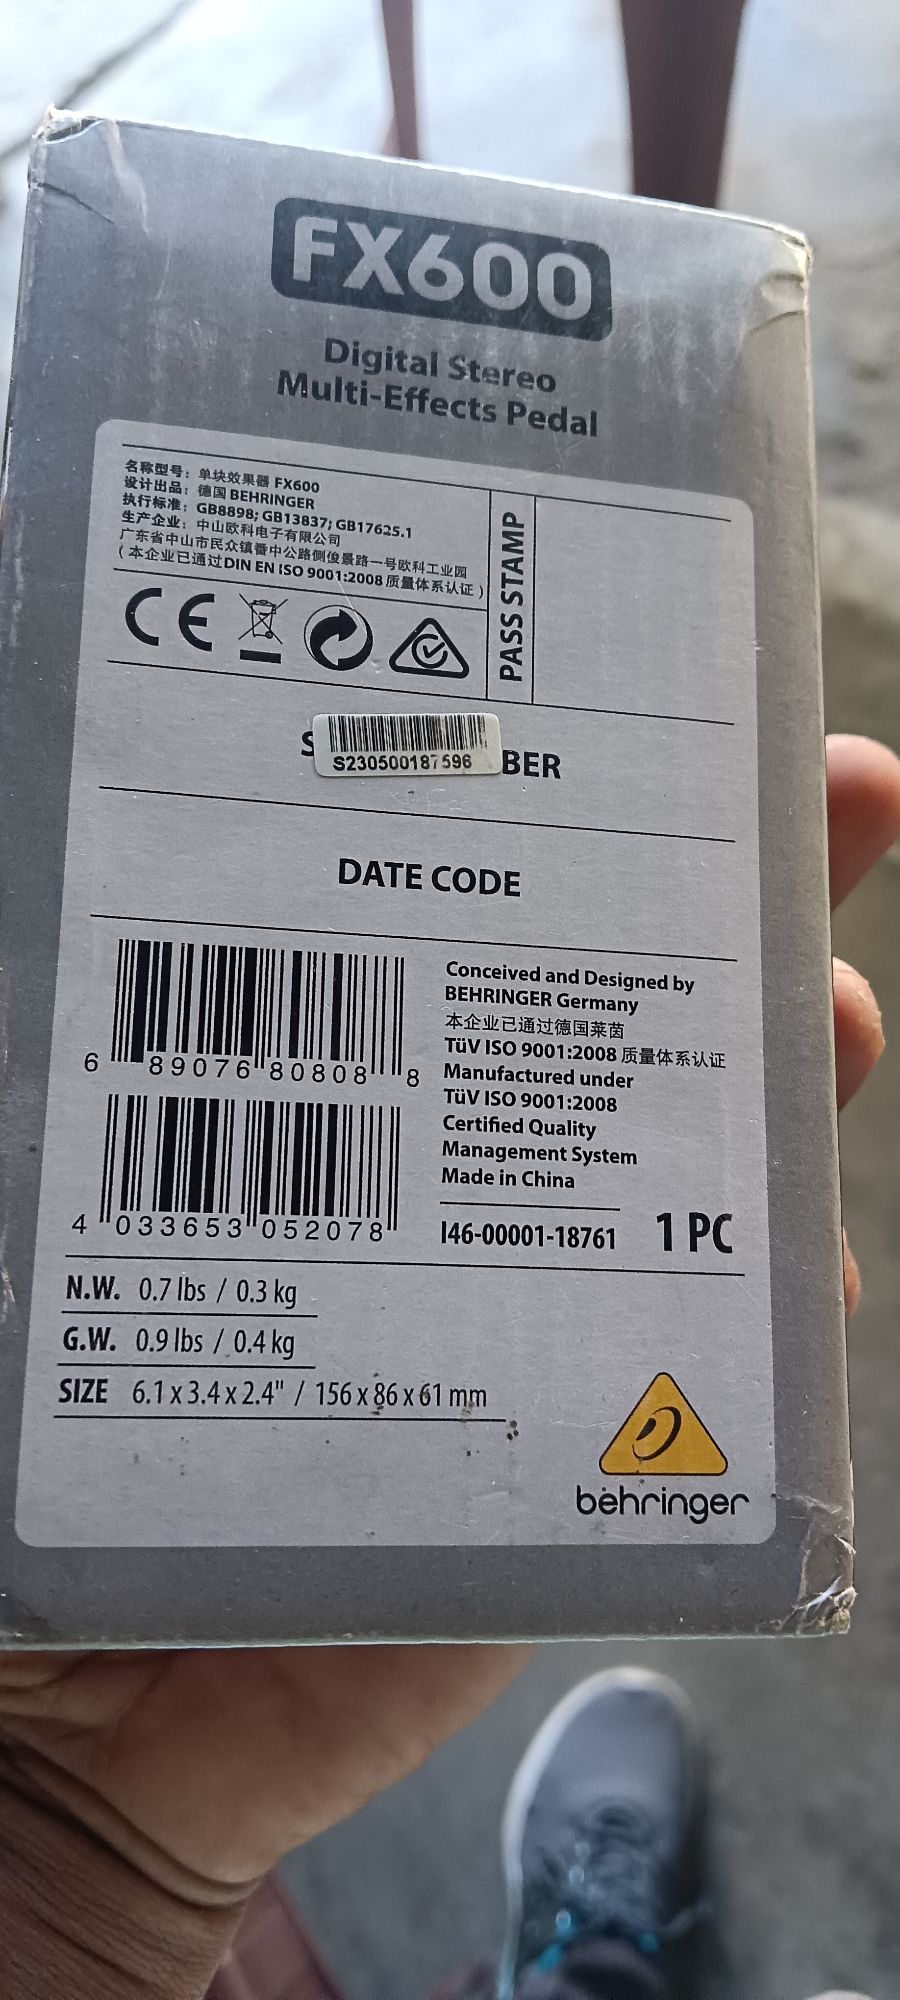 FX600
Digital Stereo
Multi-Effects Pedal
名称型号：单块效果器 FX600
设计出品：德国 BEHRINGER
执行标准：GB8898; GB13837; GB17625.1
生产企业：中山欧科电子有限公司
广东省中山市民众镇番中公路侧俊景路一号欧科工业园
（本企业已通过DIN EN ISO 9001:2008 质量体系认证）
CE
PASS STAMP
S230500187596
BER
DATE CODE
6 89076 80808 8
4 033653 052078
Conceived and Designed by
BEHRINGER Germany
本企业已通过德国莱茵
TüV ISO 9001:2008 质量体系认证
Manufactured under
TüV ISO 9001:2008
Certified Quality
Management System
Made in China
I46-00001-18761 1 PC
N.W. 0.7 lbs / 0.3 kg
G.W. 0.9 lbs / 0.4 kg
SIZE 6.1 x 3.4 x 2.4" / 156 x 86 x 61 mm
behringer